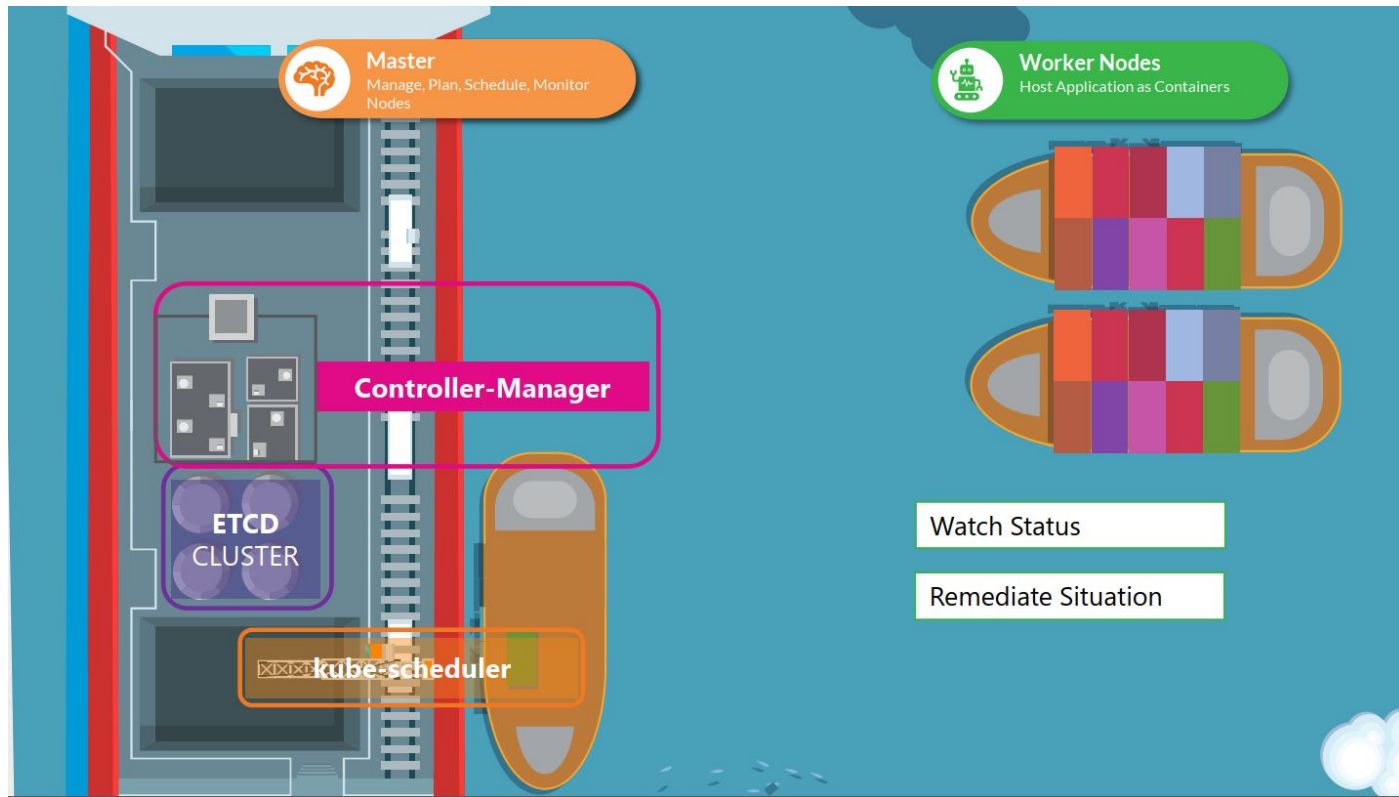 Master
Manage, Plan, Schedule, Monitor
Nodes
Worker Nodes
Host Application as Containers
Controller-Manager
ETCD
CLUSTER
Watch Status
Remediate Situation
kube-scheduler